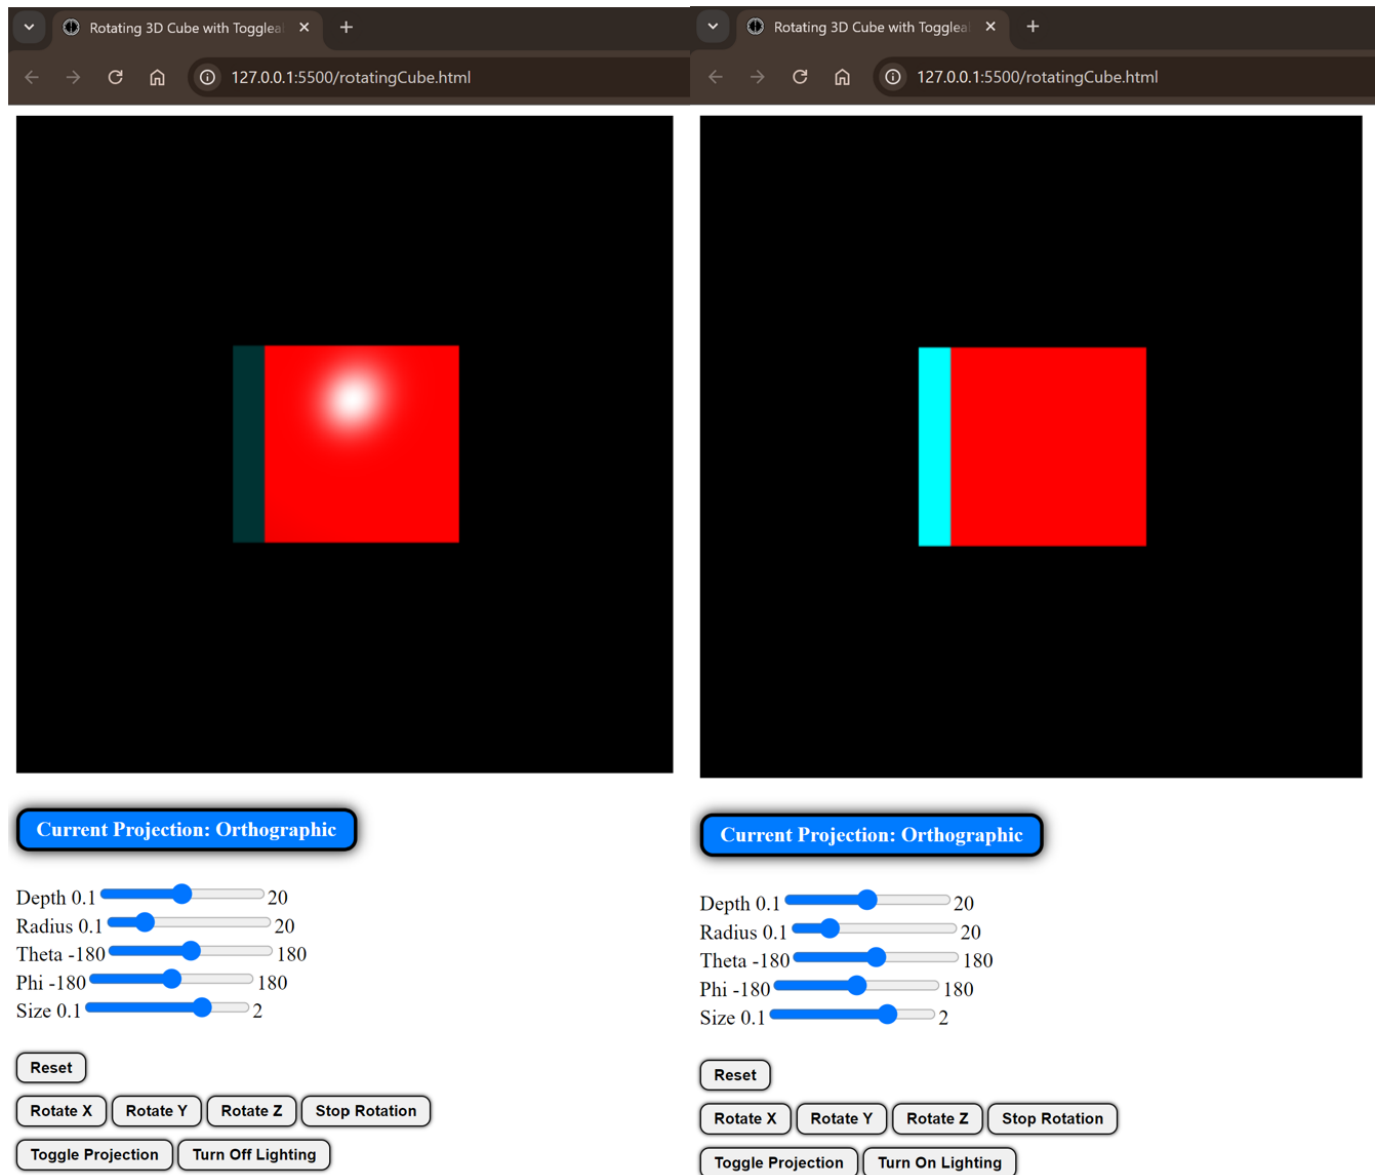 Rotating 3D Cube with Toggleal
127.0.0.1:5500/rotatingCube.html
Current Projection: Orthographic
Depth 0.1 20
Radius 0.1 20
Theta -180 180
Phi -180 180
Size 0.1 2
Reset
Rotate X Rotate Y Rotate Z Stop Rotation
Toggle Projection Turn Off Lighting
Rotating 3D Cube with Toggleal
127.0.0.1:5500/rotatingCube.html
Current Projection: Orthographic
Depth 0.1 20
Radius 0.1 20
Theta -180 180
Phi -180 180
Size 0.1 2
Reset
Rotate X Rotate Y Rotate Z Stop Rotation
Toggle Projection Turn On Lighting